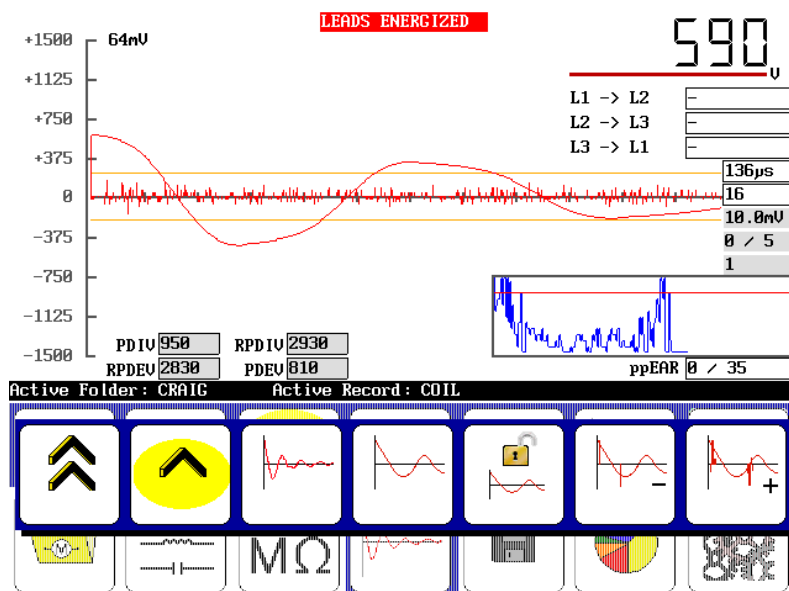 LEADS ENERGIZED
+1500 64mV
590 V
+1125
L1 -> L2 -
+750
L2 -> L3 -
+375
L3 -> L1 -
136µs
0
16
10.0mV
-375
0 / 5
1
-750
-1125
PDIV 950 RPDIV 2930
-1500
RPDEV 2830 PDEV 810
ppEAR 0 / 35
Active Folder: CRAIG Active Record: COIL
- +
M
MΩ